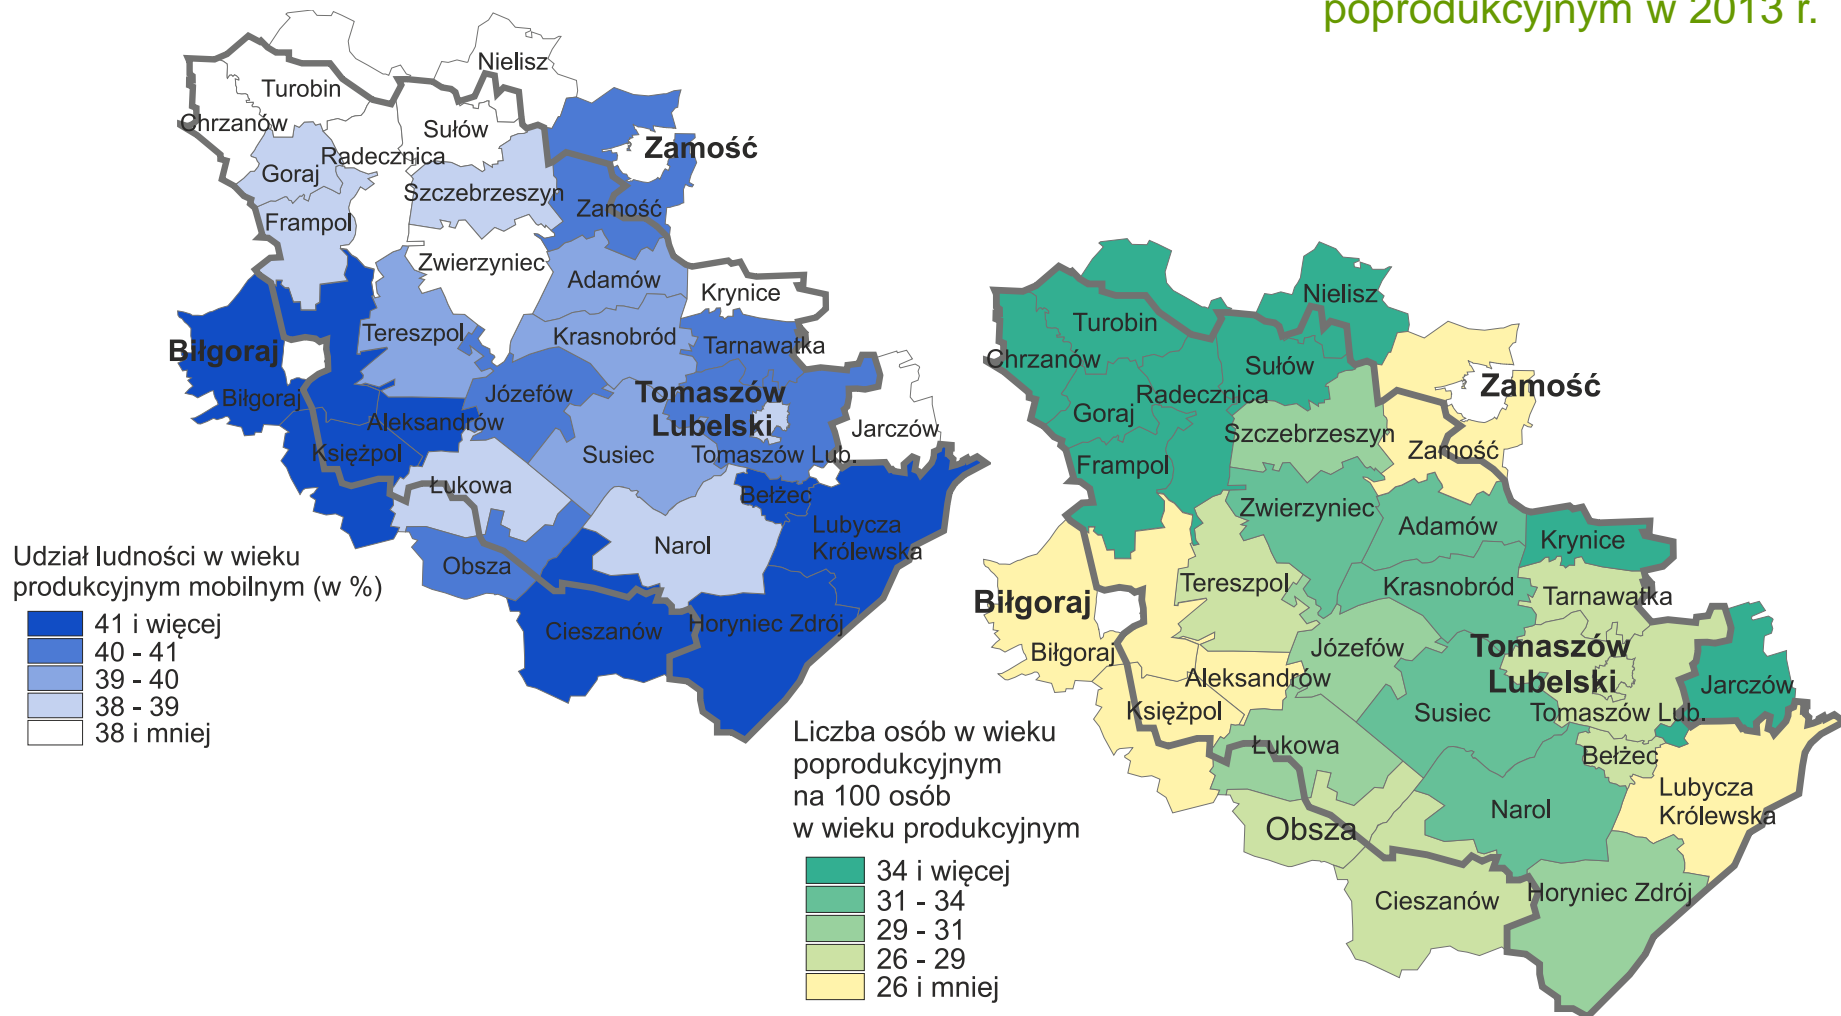 poprodukcyjnym w 2013 r.
Nielisz
Turobin
Chrzanów
Sułów
Zamość
Radecznica
Goraj
Szczebrzeszyn
Zamość
Frampol
Zwierzyniec
Adamów
Krynice
Tereszpol
Krasnobród
Tarnawatka
Biłgoraj
Biłgoraj
Józefów
Tomaszów
Lubelski
Aleksandrów
Jarczów
Księżpol
Susiec
Tomaszów Lub.
Łukowa
Bełżec
Lubycza
Królewska
Narol
Obsza
Cieszanów
Horyniec Zdrój
Udział ludności w wieku
produkcyjnym mobilnym (w %)
41 i więcej
40 - 41
39 - 40
38 - 39
38 i mniej
Nielisz
Turobin
Chrzanów
Sułów
Zamość
Radecznica
Goraj
Szczebrzeszyn
Zamość
Frampol
Zwierzyniec
Adamów
Krynice
Tereszpol
Krasnobród
Tarnawatka
Biłgoraj
Biłgoraj
Józefów
Tomaszów
Lubelski
Aleksandrów
Jarczów
Księżpol
Susiec
Tomaszów Lub.
Łukowa
Bełżec
Lubycza
Królewska
Narol
Obsza
Cieszanów
Horyniec Zdrój
Liczba osób w wieku
poprodukcyjnym
na 100 osób
w wieku produkcyjnym
34 i więcej
31 - 34
29 - 31
26 - 29
26 i mniej